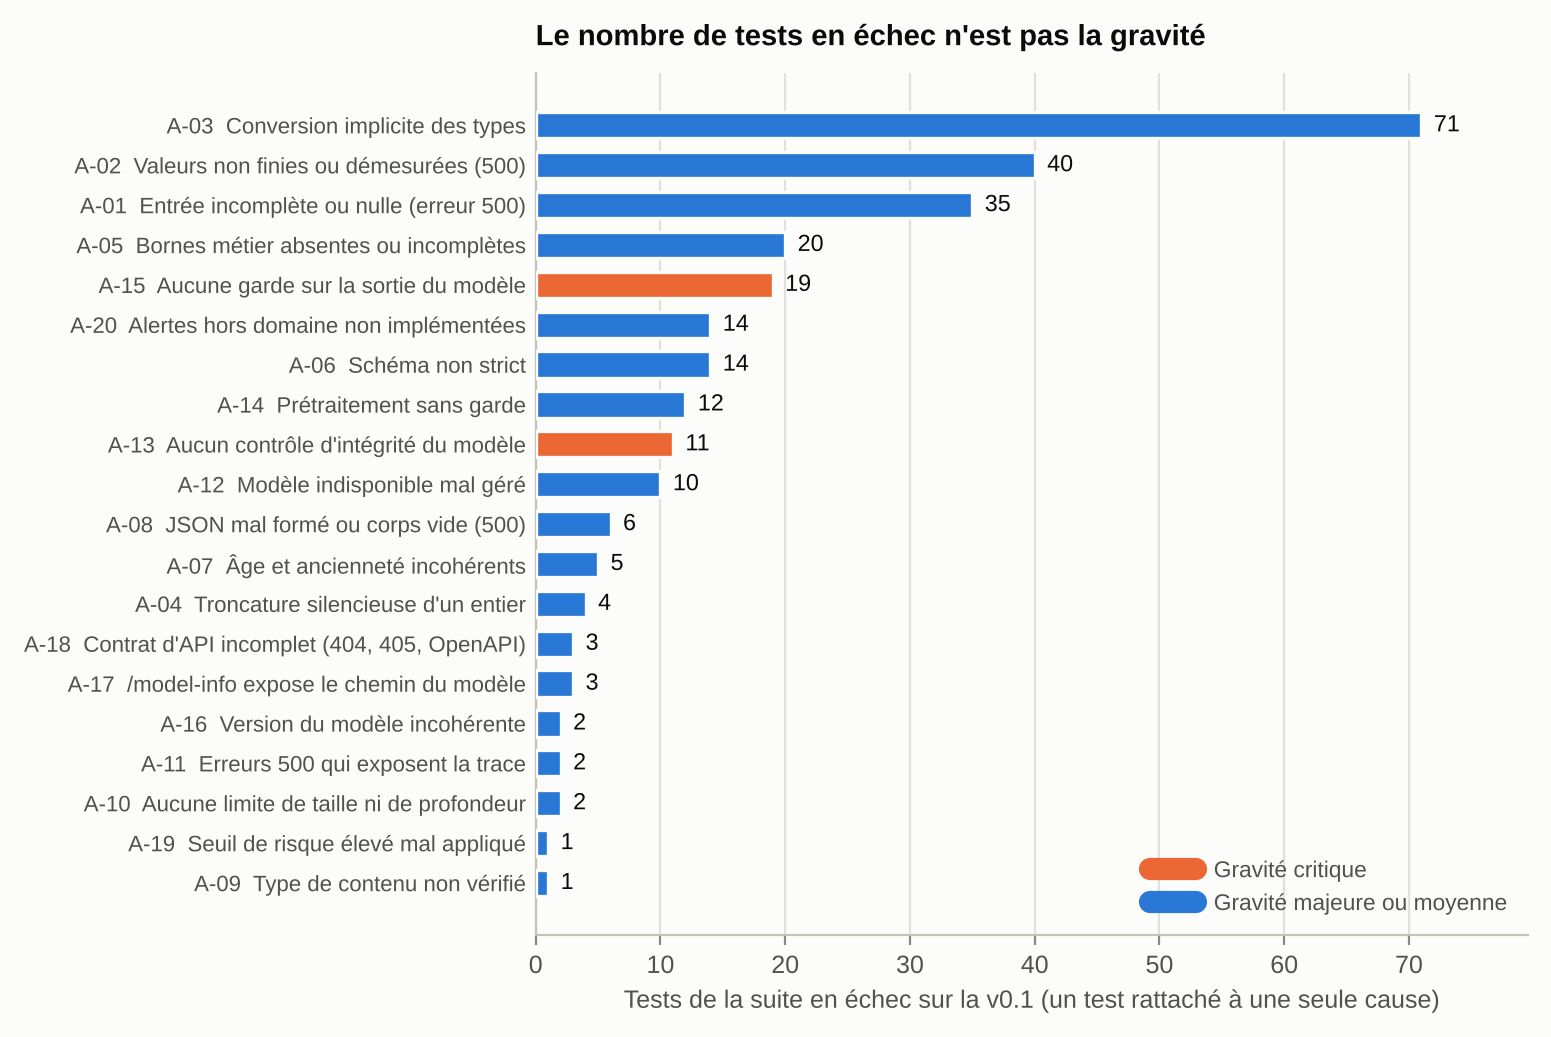 Le nombre de tests en échec n'est pas la gravité
A-03 Conversion implicite des types 71
A-02 Valeurs non finies ou démesurées (500) 40
A-01 Entrée incomplète ou nulle (erreur 500) 35
A-05 Bornes métier absentes ou incomplètes 20
A-15 Aucune garde sur la sortie du modèle 19
A-20 Alertes hors domaine non implémentées 14
A-06 Schéma non strict 14
A-14 Prétraitement sans garde 12
A-13 Aucun contrôle d'intégrité du modèle 11
A-12 Modèle indisponible mal géré 10
A-08 JSON mal formé ou corps vide (500) 6
A-07 Âge et ancienneté incohérents 5
A-04 Troncature silencieuse d'un entier 4
A-18 Contrat d'API incomplet (404, 405, OpenAPI) 3
A-17 /model-info expose le chemin du modèle 3
A-16 Version du modèle incohérente 2
A-11 Erreurs 500 qui exposent la trace 2
A-10 Aucune limite de taille ni de profondeur 2
A-19 Seuil de risque élevé mal appliqué 1
A-09 Type de contenu non vérifié 1
Gravité critique
Gravité majeure ou moyenne
0 10 20 30 40 50 60 70
Tests de la suite en échec sur la v0.1 (un test rattaché à une seule cause)